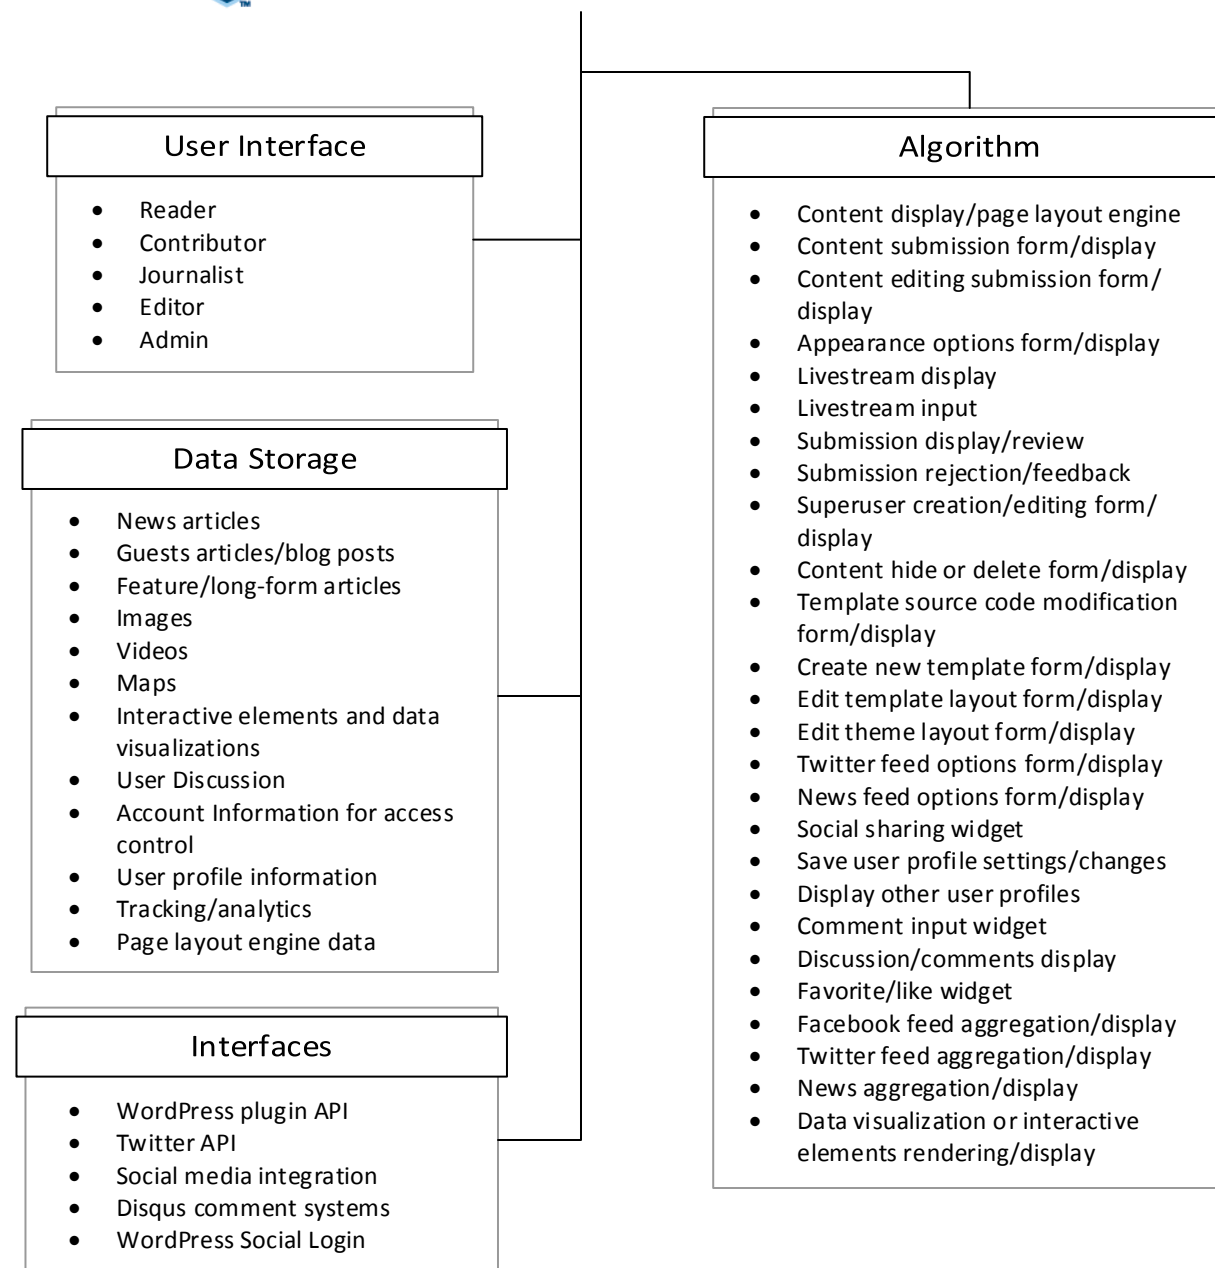 TM
User Interface
• Reader
• Contributor
• Journalist
• Editor
• Admin
Data Storage
• News articles
• Guests articles/blog posts
• Feature/long-form articles
• Images
• Videos
• Maps
• Interactive elements and data
visualizations
• User Discussion
• Account Information for access
control
• User profile information
• Tracking/analytics
• Page layout engine data
Interfaces
• WordPress plugin API
• Twitter API
• Social media integration
• Disqus comment systems
• WordPress Social Login
Algorithm
• Content display/page layout engine
• Content submission form/display
• Content editing submission form/
display
• Appearance options form/display
• Livestream display
• Livestream input
• Submission display/review
• Submission rejection/feedback
• Superuser creation/editing form/
display
• Content hide or delete form/display
• Template source code modification
form/display
• Create new template form/display
• Edit template layout form/display
• Edit theme layout form/display
• Twitter feed options form/display
• News feed options form/display
• Social sharing widget
• Save user profile settings/changes
• Display other user profiles
• Comment input widget
• Discussion/comments display
• Favorite/like widget
• Facebook feed aggregation/display
• Twitter feed aggregation/display
• News aggregation/display
• Data visualization or interactive
elements rendering/display